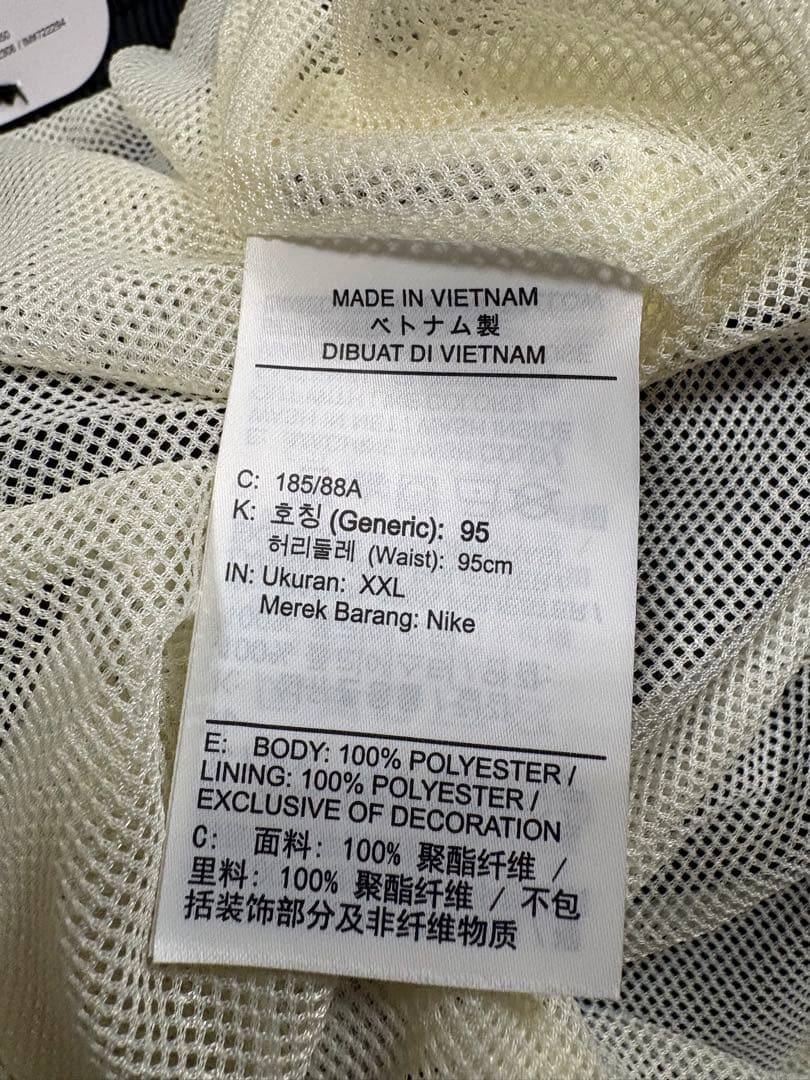 MADE IN VIETNAM
ベトナム製
DIBUAT DI VIETNAM
C: 185/88A
K: 호칭 (Generic): 95
허리둘레 (Waist): 95cm
IN: Ukuran: XXL
Merek Barang: Nike
E: BODY: 100% POLYESTER /
LINING: 100% POLYESTER /
EXCLUSIVE OF DECORATION
C: 面料: 100% 聚酯纤维 /
里料: 100% 聚酯纤维 / 不包
括装饰部分及非纤维物质